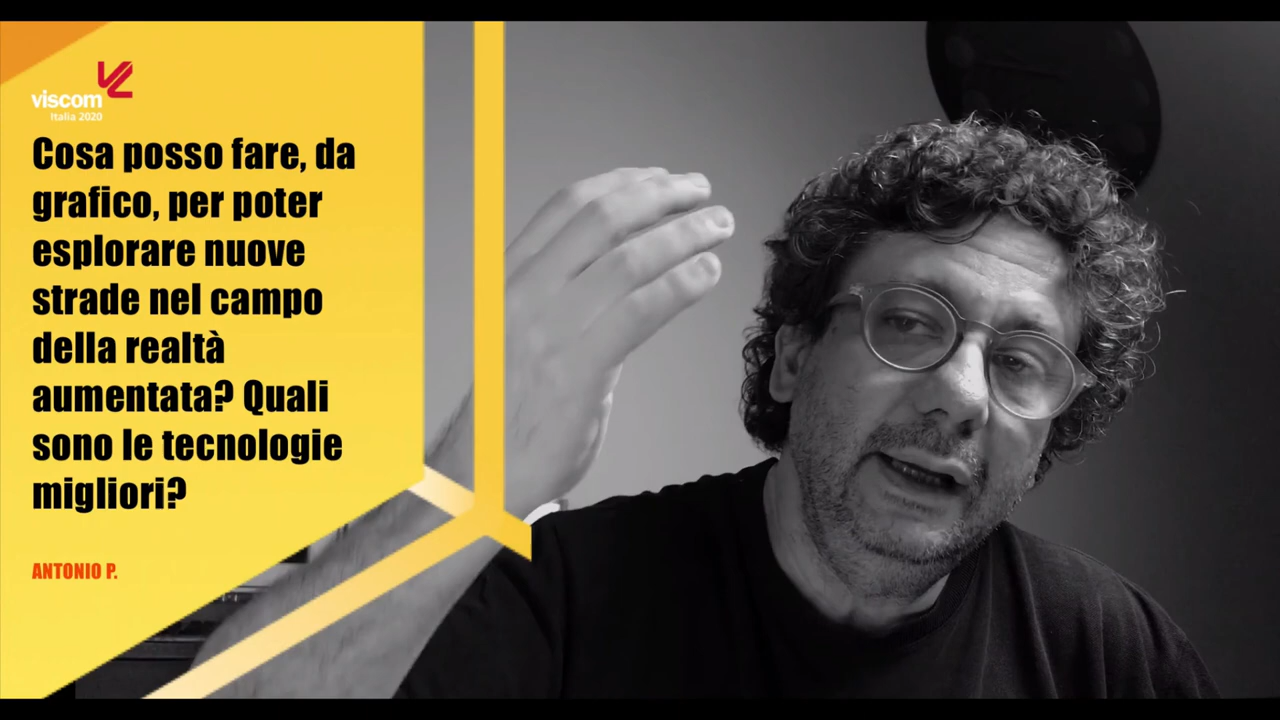 viscom
Italia 2020
Cosa posso fare, da
grafico, per poter
esplorare nuove
strade nel campo
della realtà
aumentata? Quali
sono le tecnologie
migliori?
ANTONIO P.